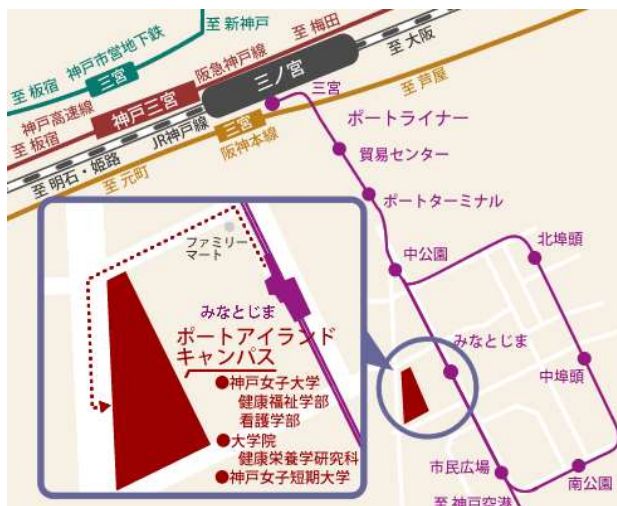 至 新神戸
神戸市営地下鉄
三宮
至 板宿
至 梅田
阪急神戸線
神戸三宮
神戸高速線
至 板宿
至 大阪
三ノ宮
JR神戸線
至 明石・姫路
至 芦屋
三宮
阪神本線
至 元町
三宮
ポートライナー
貿易センター
ポートターミナル
中公園
北埠頭
みなとじま
中埠頭
市民広場
南公園
至 神戸空港
ファミリー
マート
みなとじま
ポートアイランド
キャンパス
●神戸女子大学
健康福祉学部
看護学部
●大学院
健康栄養学研究科
●神戸女子短期大学